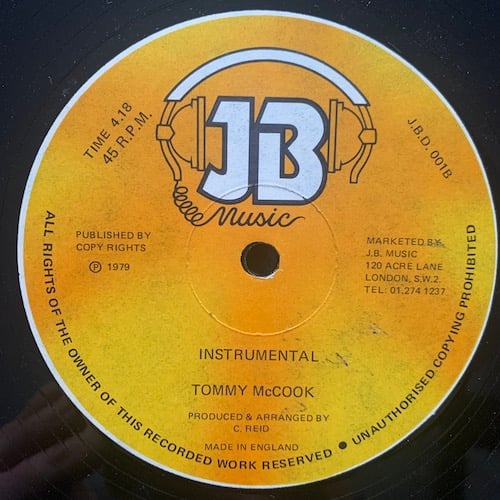 TIME 4.18
45 R.P.M.
J.B.D. 001B
JB
Music
PUBLISHED BY
COPY RIGHTS
Ⓟ 1979
MARKETED BY
J.B. MUSIC
120 ACRE LANE
LONDON, S.W.2.
TEL: 01.274 1237
INSTRUMENTAL
TOMMY McCOOK
PRODUCED & ARRANGED BY
C. REID
MADE IN ENGLAND
ALL RIGHTS OF THE OWNER OF THIS RECORDED WORK RESERVED ● UNAUTHORISED COPYING PROHIBITED